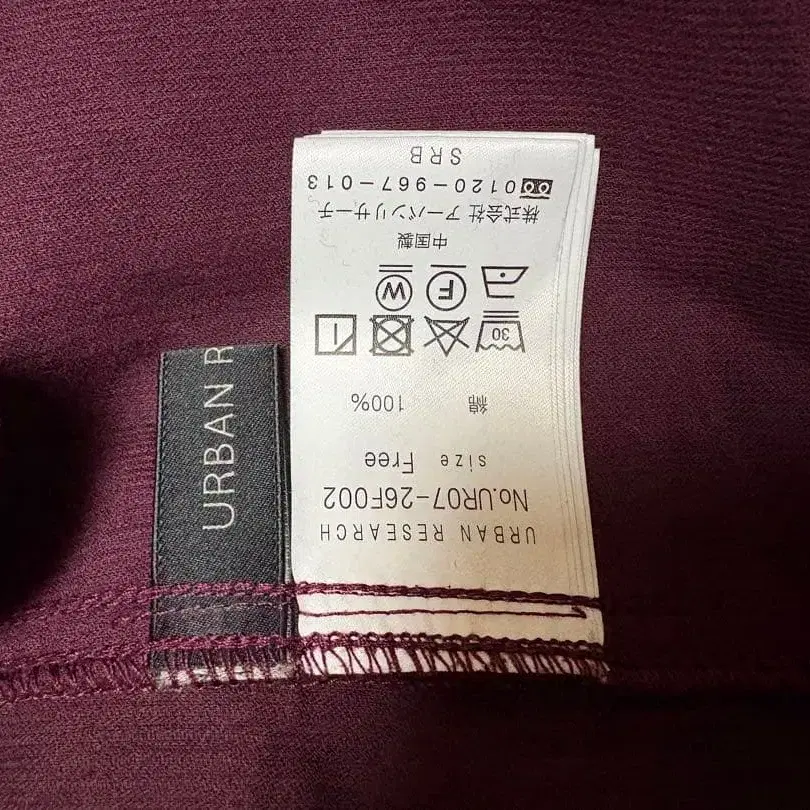 URBAN RESEARCH
No.UR07-26F002
size Free
綿 100%
30
F W
中国製
株式会社 アーバンリサーチ
0120-967-013
SRB
URBAN R